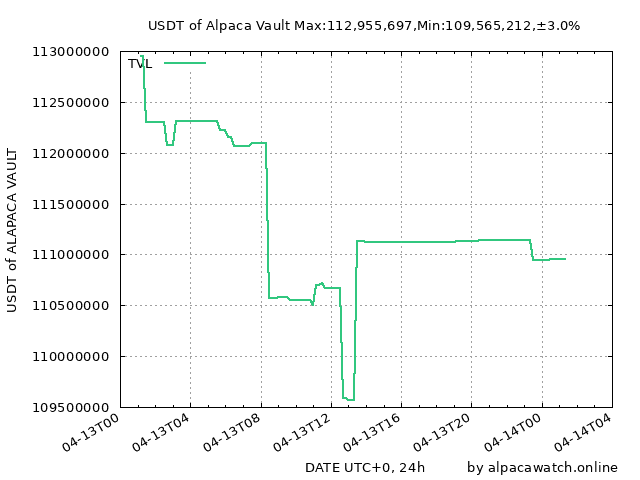 USDT of Alpaca Vault Max:112,955,697,Min:109,565,212,±3.0%
113000000
TVL
112500000
112000000
111500000
111000000
110500000
110000000
109500000
USDT of ALAPACA VAULT
04-13T00
04-13T04
04-13T08
04-13T12
04-13T16
04-13T20
04-14T00
04-14T04
DATE UTC+0, 24h
by alpacawatch.online